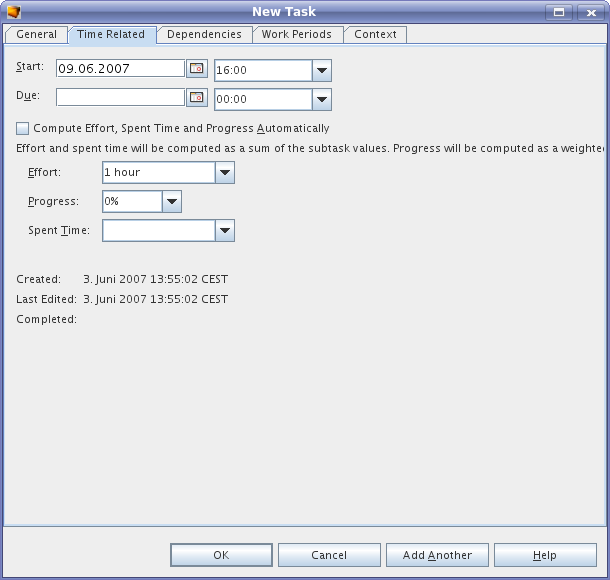 New Task
General Time Related Dependencies Work Periods Context
Start: 09.06.2007 16:00
Due: 00:00
Compute Effort, Spent Time and Progress Automatically
Effort and spent time will be computed as a sum of the subtask values. Progress will be computed as a weighte
Effort: 1 hour
Progress: 0%
Spent Time:
Created: 3. Juni 2007 13:55:02 CEST
Last Edited: 3. Juni 2007 13:55:02 CEST
Completed:
OK Cancel Add Another Help